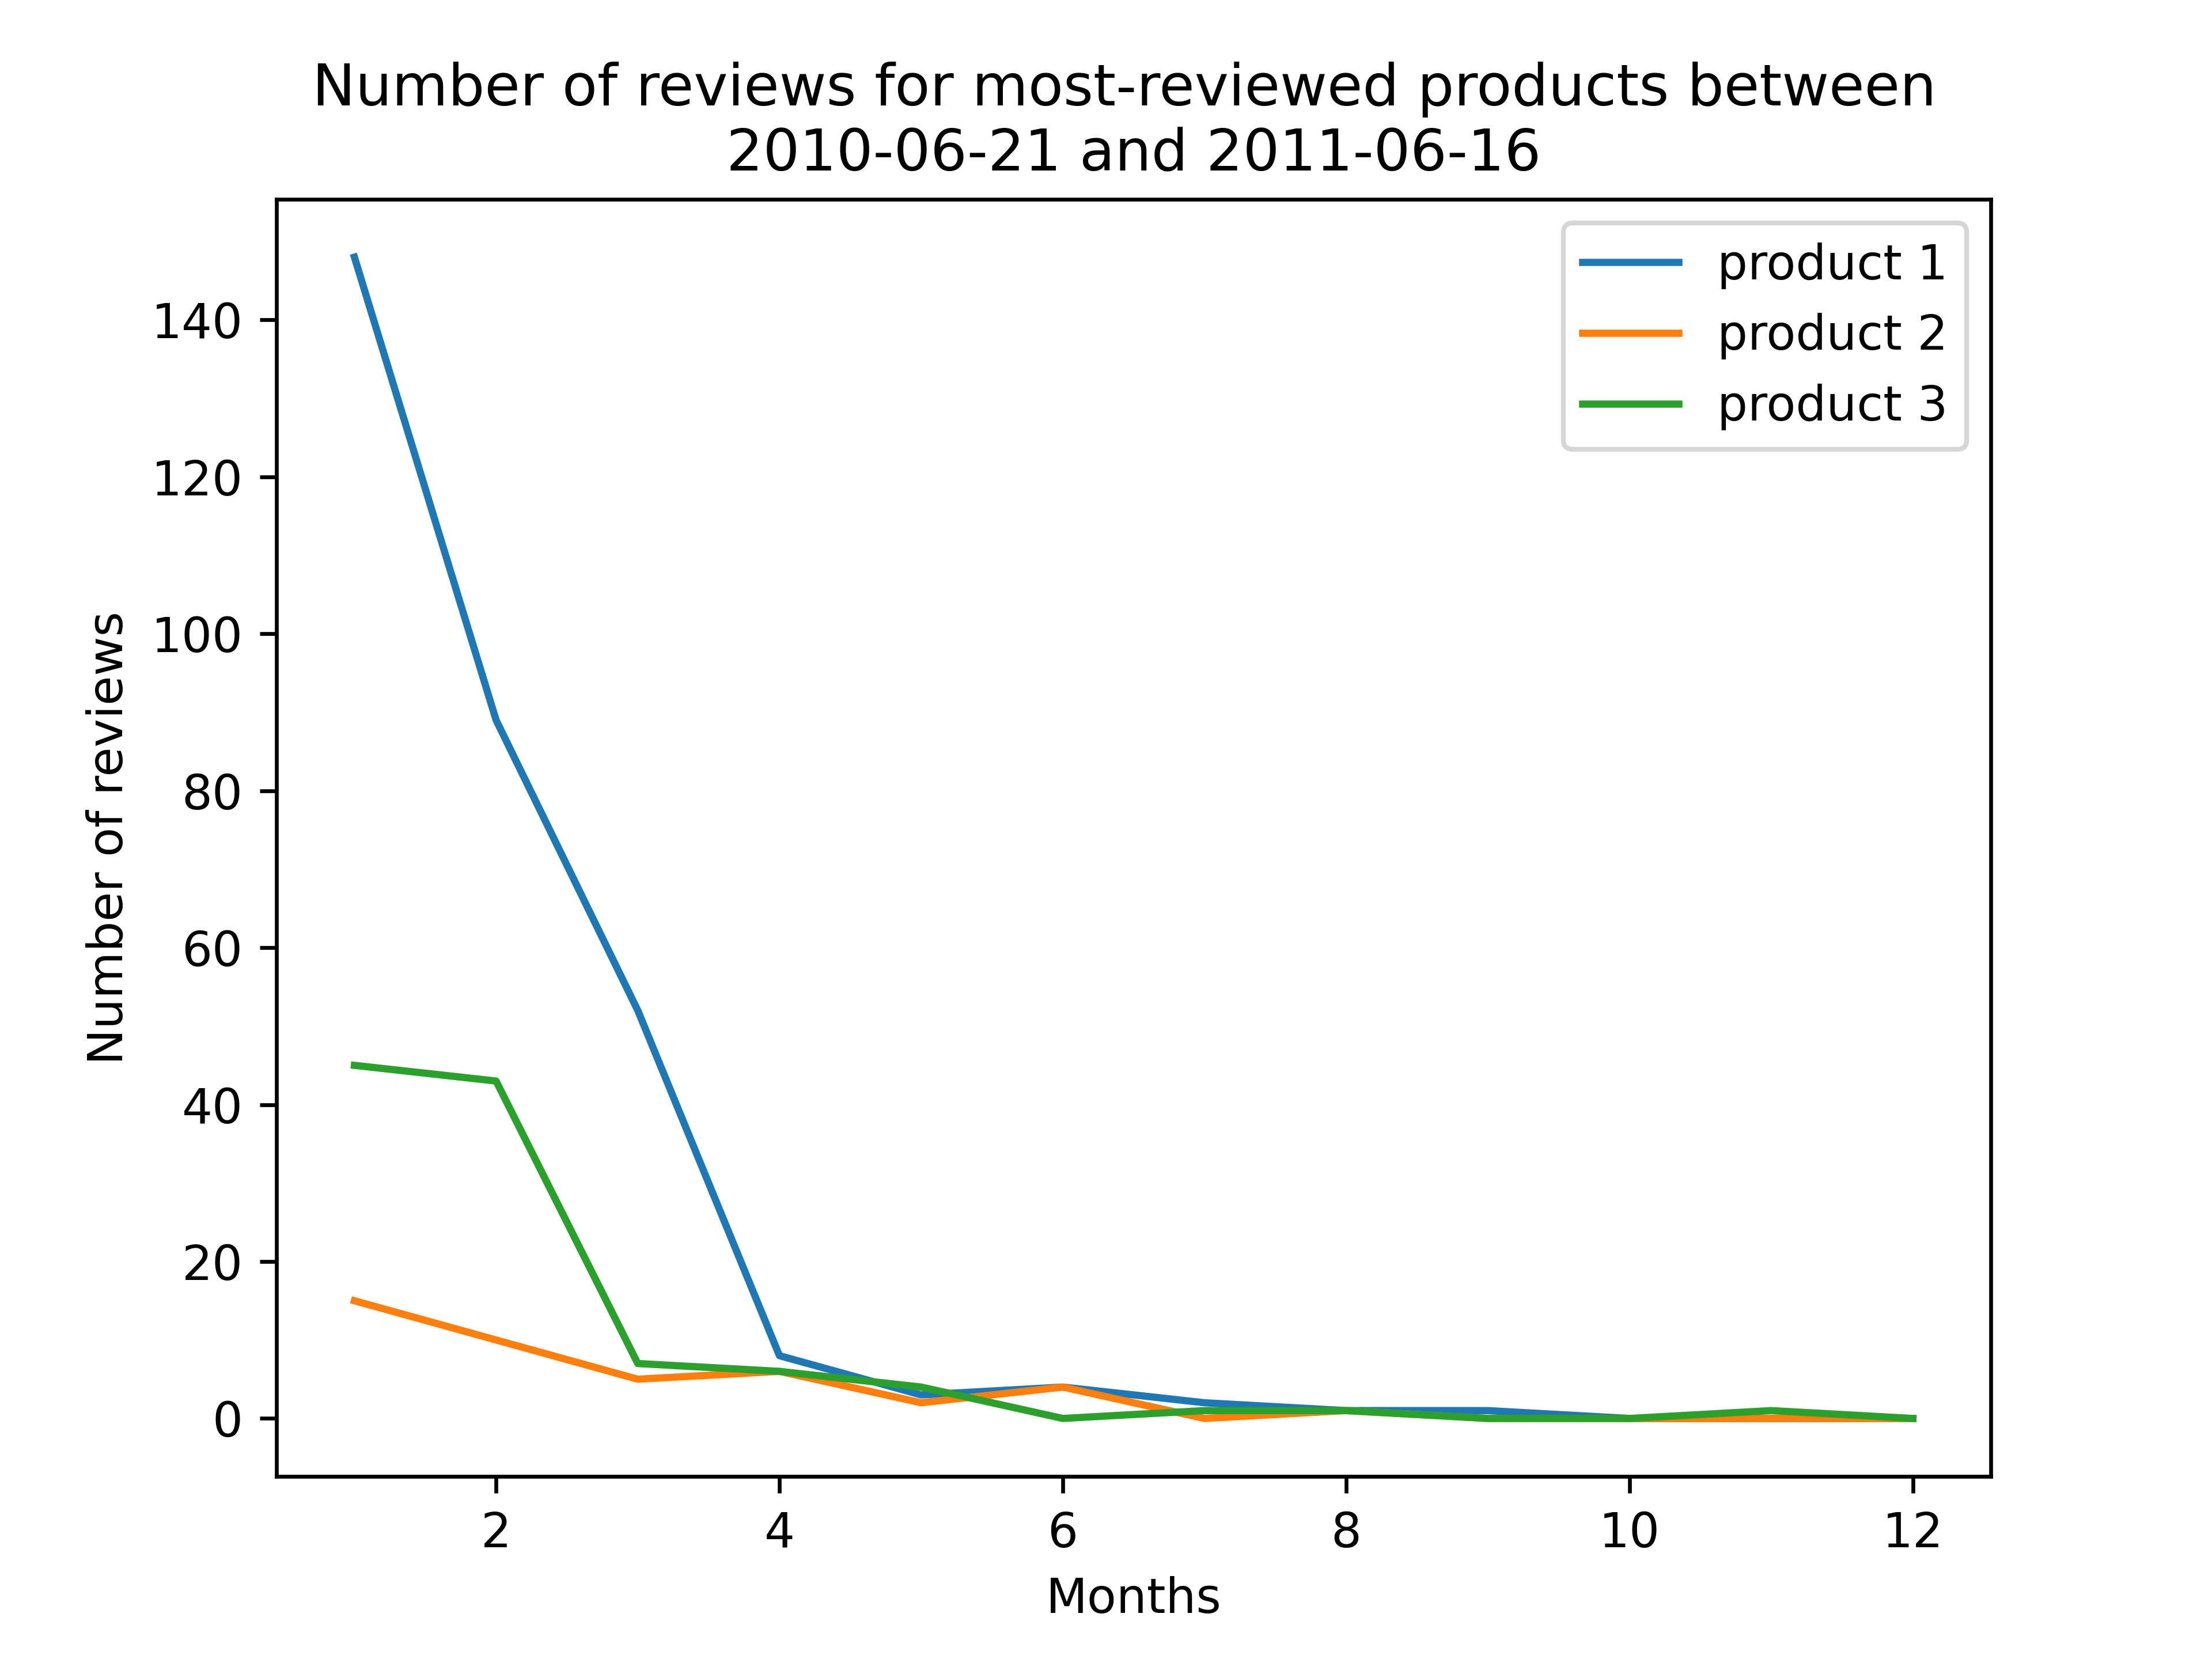 Number of reviews for most-reviewed products between
2010-06-21 and 2011-06-16
product 1
product 2
product 3
140
120
100
80
60
40
20
0
Number of reviews
2 4 6 8 10 12
Months